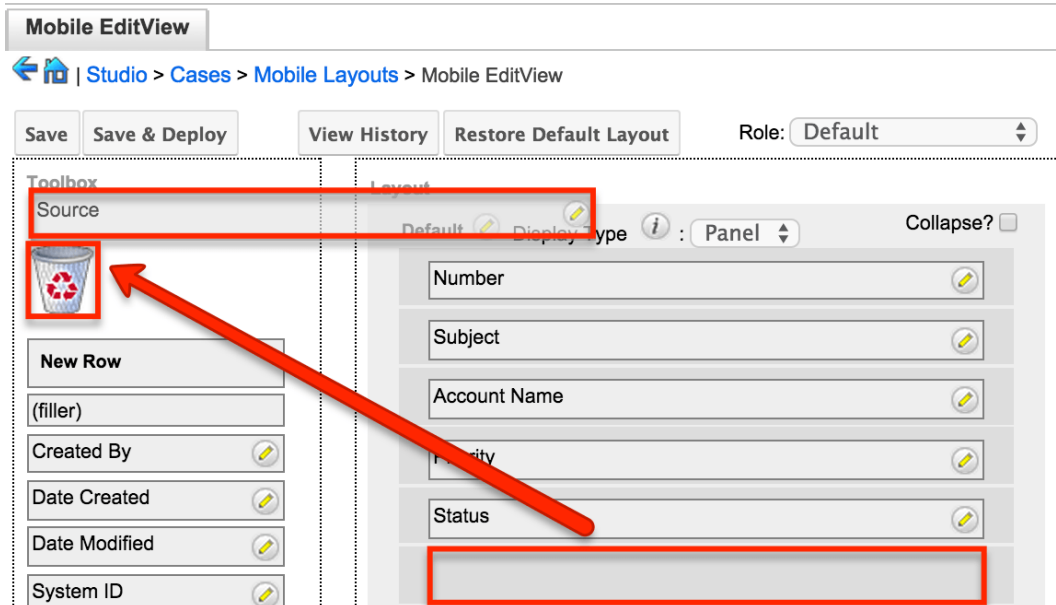 Mobile EditView
| Studio > Cases > Mobile Layouts > Mobile EditView
Save
Save & Deploy
View History
Restore Default Layout
Role: Default
Toolbox
Source
New Row
(filler)
Created By
Date Created
Date Modified
System ID
Layout
Default Display Type i : Panel
Collapse?
Number
Subject
Account Name
Priority
Status